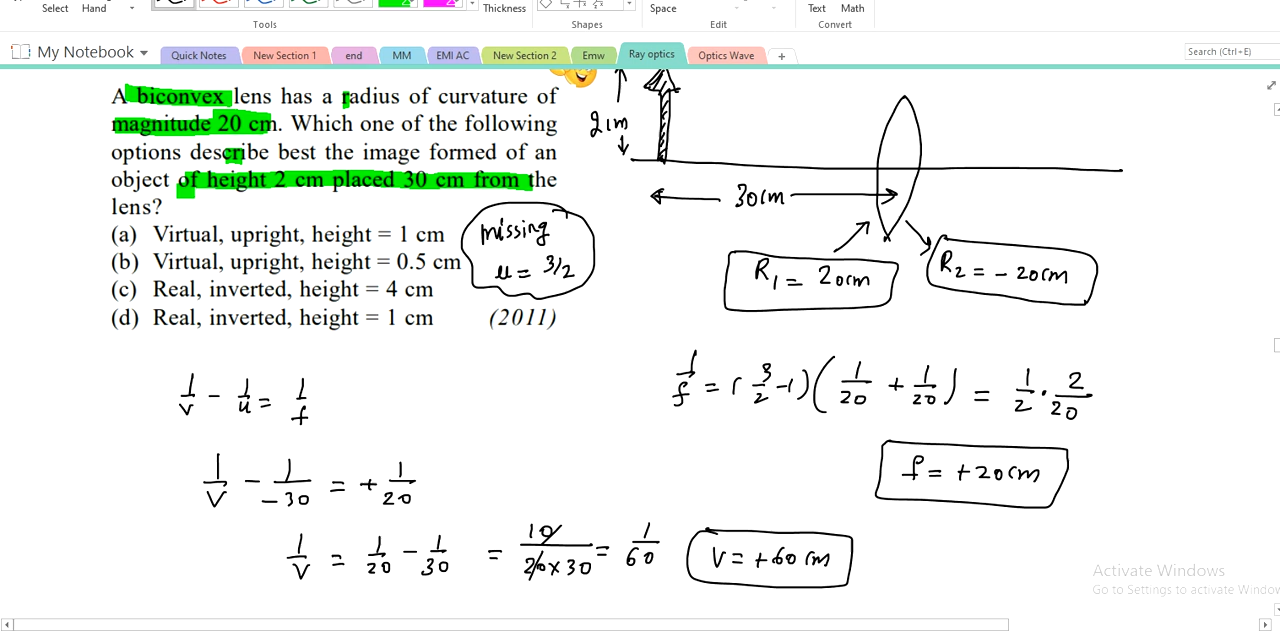 Select Hand Thickness Space Text Math
Tools Shapes Edit Convert
My Notebook Quick Notes New Section 1 end MM EMI AC New Section 2 Emw Ray optics Optics Wave + Search (Ctrl+E)
A biconvex lens has a radius of curvature of
magnitude 20 cm. Which one of the following
options describe best the image formed of an
object of height 2 cm placed 30 cm from the
lens?
(a) Virtual, upright, height = 1 cm
(b) Virtual, upright, height = 0.5 cm
(c) Real, inverted, height = 4 cm
(d) Real, inverted, height = 1 cm (2011)
missing
μ = 3/2
2cm
30cm
R₁ = 20cm
R₂ = - 20cm
1/v - 1/u = 1/f
1/f = (3/2 -1)(1/20 + 1/20) = 1/2 . 2/20
1/v - 1/-30 = + 1/20
f = +20cm
1/v = 1/20 - 1/30 = 10/20×30 = 1/60
v = +60 cm
Activate Windows
Go to Settings to activate Window